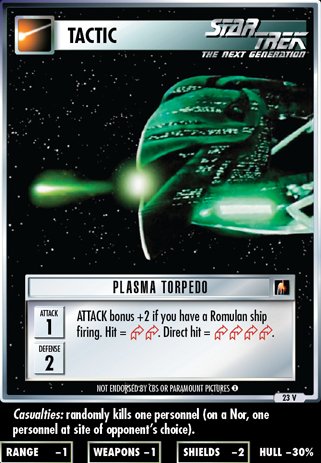 TACTIC
STAR TREK
THE NEXT GENERATION
PLASMA TORPEDO
ATTACK
1
DEFENSE
2
ATTACK bonus +2 if you have a Romulan ship
firing. Hit = . Direct hit = .
NOT ENDORSED BY CBS OR PARAMOUNT PICTURES
23 V
Casualties: randomly kills one personnel (on a Nor, one
personnel at site of opponent's choice).
RANGE −1 WEAPONS −1 SHIELDS −2 HULL −30%